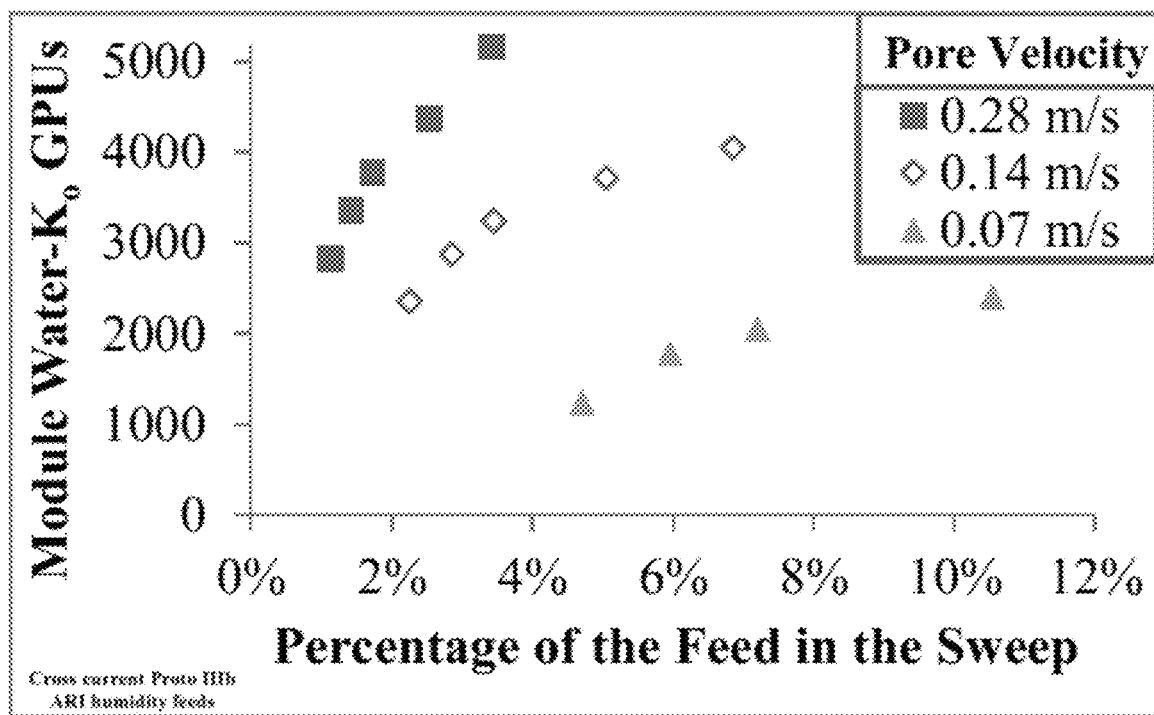 Pore Velocity
0.28 m/s
0.14 m/s
0.07 m/s
Module Water-Ko GPUs
5000
4000
3000
2000
1000
0
0% 2% 4% 6% 8% 10% 12%
Percentage of the Feed in the Sweep
Cross current Proto IIIb
ARI humidity feeds